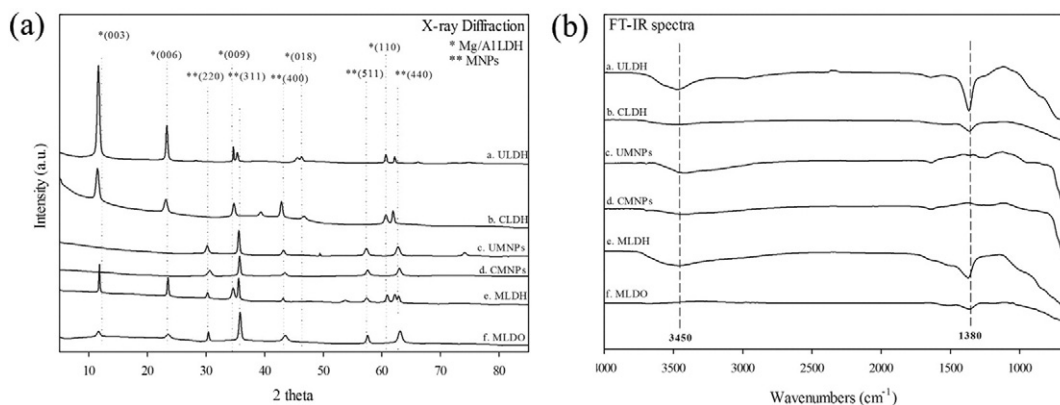 (a)
X-ray Diffraction
* Mg/Al LDH
** MNPs
*(003)
*(006)
*(009)
*(018)
*(110)
**(220)
**(311)
**(400)
**(511)
**(440)
a. ULDH
b. CLDH
c. UMNPs
d. CMNPs
e. MLDH
f. MLDO
Intensity (a.u.)
10 20 30 40 50 60 70 80
2 theta
(b)
FT-IR spectra
a. ULDH
b. CLDH
c. UMNPs
d. CMNPs
e. MLDH
f. MLDO
3450
1380
4000 3500 3000 2500 2000 1500 1000
Wavenumbers (cm⁻¹)